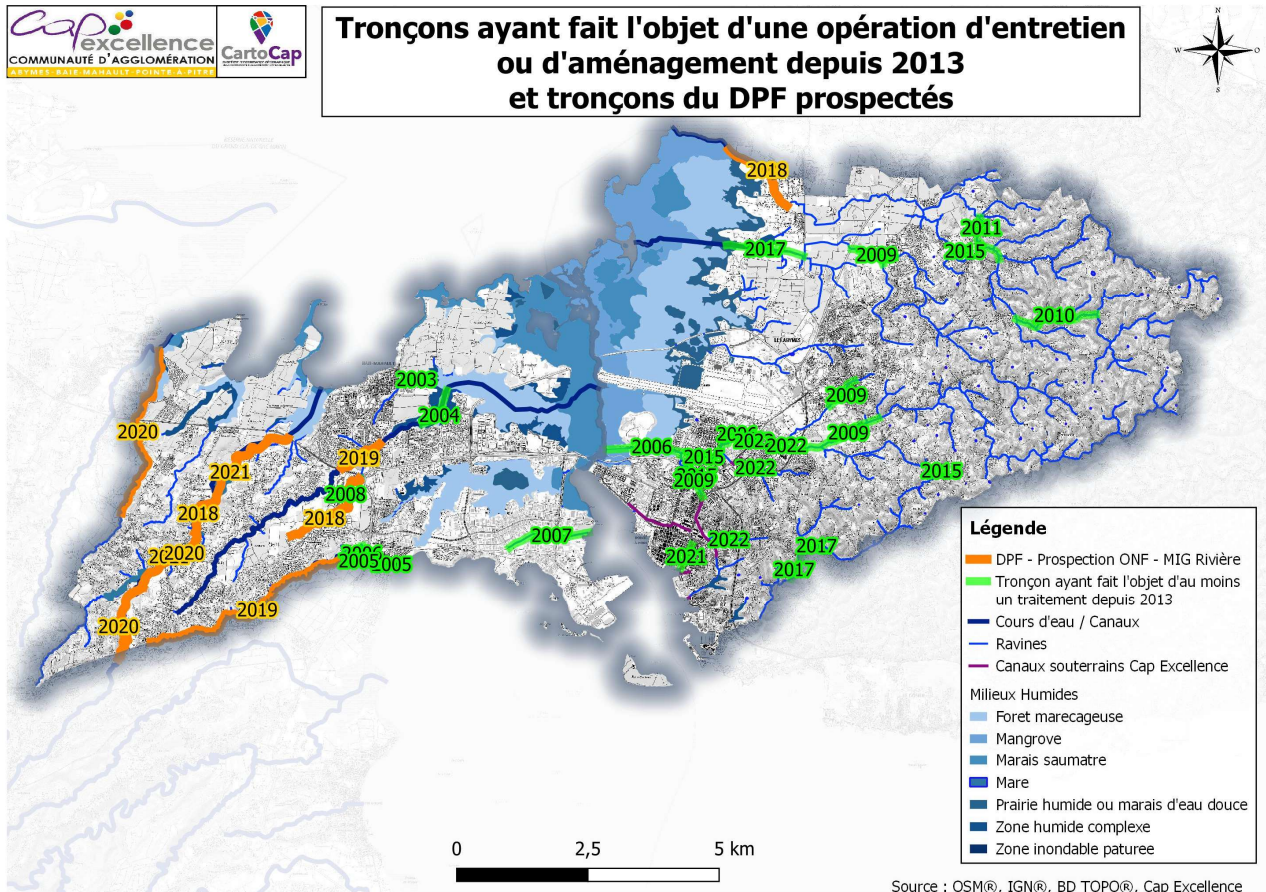 Cap excellence
COMMUNAUTÉ D'AGGLOMÉRATION
ABYMES-BAIE-MAHAULT-POINTE-À-PITRE
CartoCap
Tronçons ayant fait l'objet d'une opération d'entretien
ou d'aménagement depuis 2013
et tronçons du DPF prospectés
N
W
O
S
2018
2011
2017
2009
2015
2010
2003
2004
2009
2020
2009
2006
2022
2015
2019
2022
2015
2021
2009
2008
2018
2018
2007
2022
2017
2020
2021
2005
2005
2017
2019
2020
LES ABYMES
Légende
DPF - Prospection ONF - MIG Rivière
Tronçon ayant fait l'objet d'au moins
un traitement depuis 2013
Cours d'eau / Canaux
Ravines
Canaux souterrains Cap Excellence
Milieux Humides
Foret marecageuse
Mangrove
Marais saumatre
Mare
Prairie humide ou marais d'eau douce
Zone humide complexe
Zone inondable paturee
0 2,5 5 km
Source : OSM®, IGN®, BD TOPO®, Cap Excellence